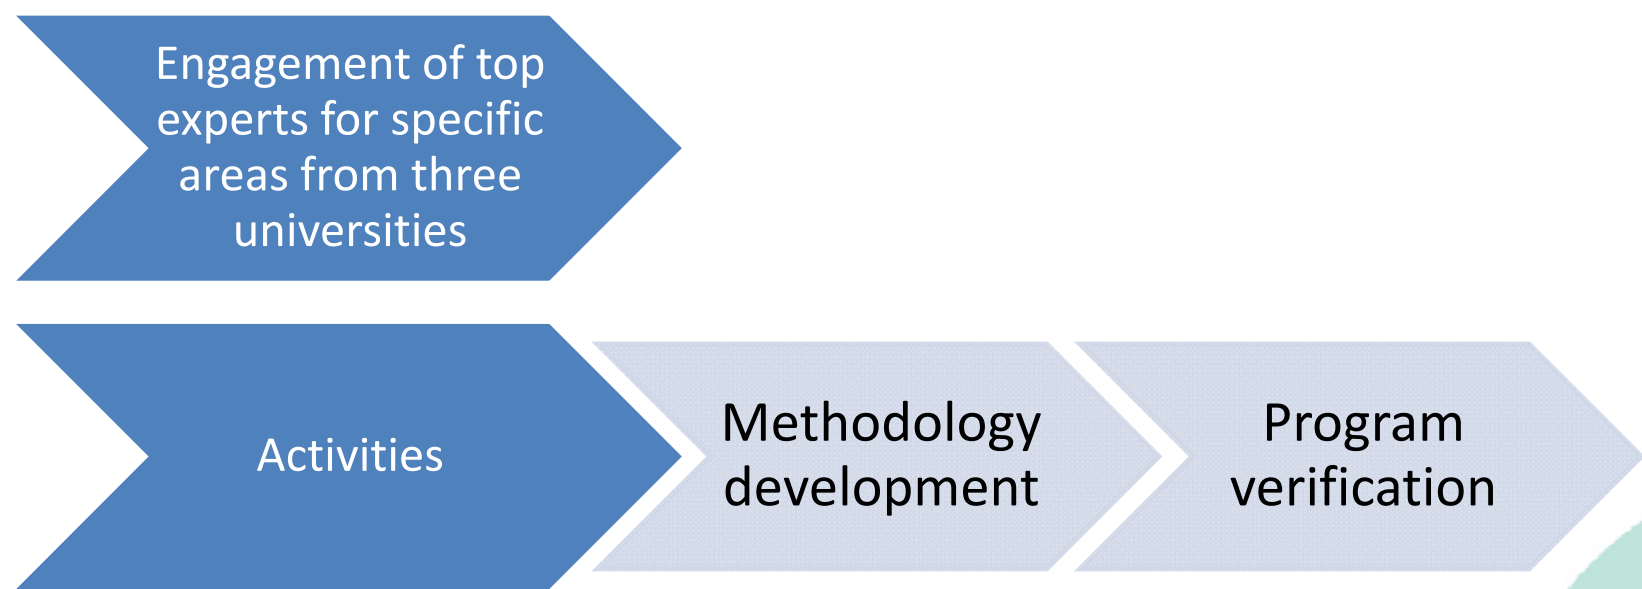 Engagement of top
experts for specific
areas from three
universities
Activities
Methodology
development
Program
verification